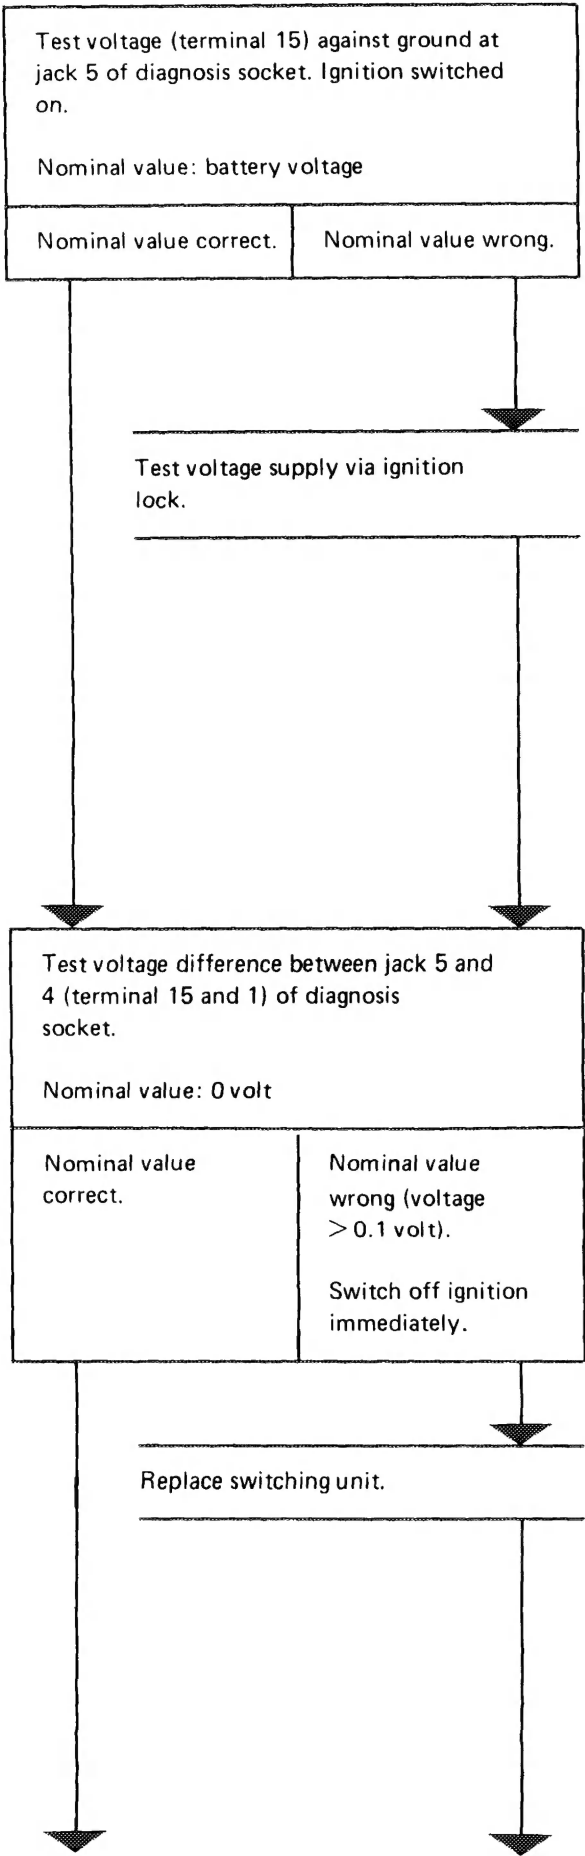 Test voltage (terminal 15) against ground at
jack 5 of diagnosis socket. Ignition switched
on.
Nominal value: battery voltage
Nominal value correct.
Nominal value wrong.
Test voltage supply via ignition
lock.
Test voltage difference between jack 5 and
4 (terminal 15 and 1) of diagnosis
socket.
Nominal value: 0 volt
Nominal value
correct.
Nominal value
wrong (voltage
> 0.1 volt).
Switch off ignition
immediately.
Replace switching unit.